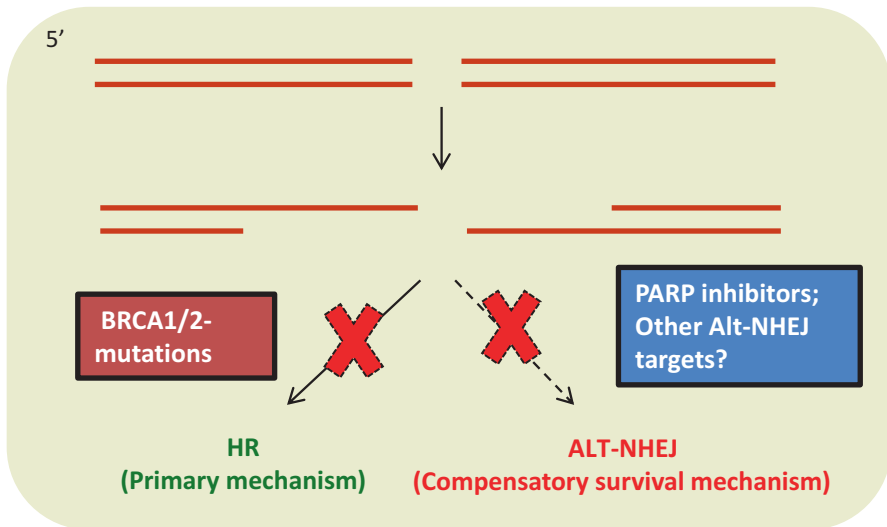 5’
BRCA1/2-
mutations
PARP inhibitors;
Other Alt-NHEJ
targets?
HR
(Primary mechanism)
ALT-NHEJ
(Compensatory survival mechanism)